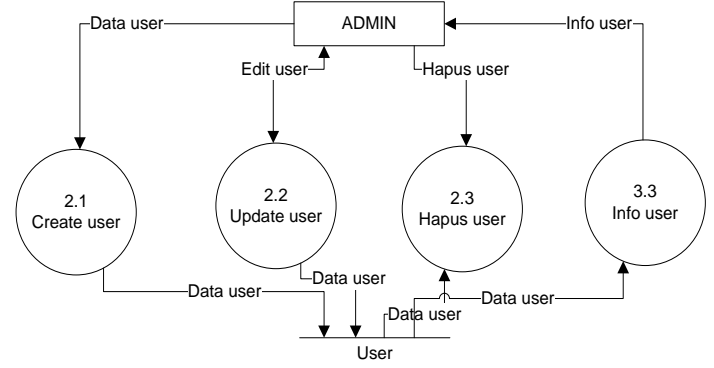 ADMIN
Data user
Info user
Edit user
Hapus user
2.1
Create user
2.2
Update user
2.3
Hapus user
3.3
Info user
Data user
Data user
Data user
Data user
User